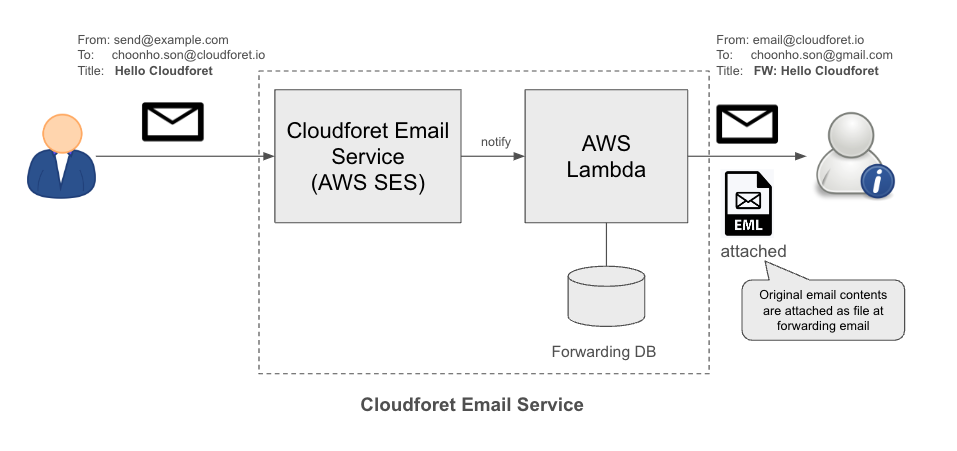 From: send@example.com
To: choonho.son@cloudforet.io
Title: Hello Cloudforet
From: email@cloudforet.io
To: choonho.son@gmail.com
Title: FW: Hello Cloudforet
Cloudforet Email
Service
(AWS SES)
notify
AWS
Lambda
i
EML
attached
Original email contents
are attached as file at
forwarding email
Forwarding DB
Cloudforet Email Service